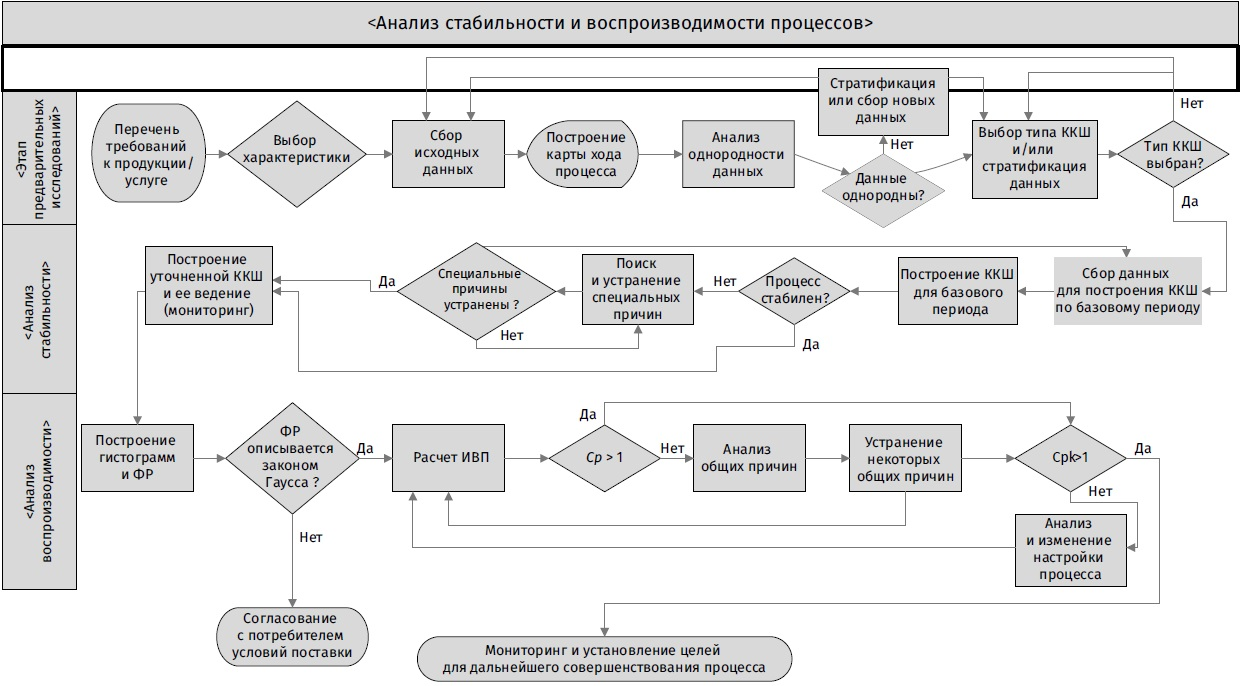 <Анализ стабильности и воспроизводимости процессов>
<Этап
предварительных
исследований>
Перечень
требований
к продукции/
услуге
Выбор
характеристики
Сбор
исходных
данных
Построение
карты хода
процесса
Анализ
однородности
данных
Стратификация
или сбор новых
данных
Нет
Данные
однородны?
Выбор типа ККШ
и/или
стратификация
данных
Нет
Тип ККШ
выбран?
Да
<Анализ
стабильности>
Построение
уточненной ККШ
и ее ведение
(мониторинг)
Да
Специальные
причины
устранены ?
Нет
Поиск
и устранение
специальных
причин
Нет
Процесс
стабилен?
Да
Построение ККШ
для базового
периода
Сбор данных
для построения ККШ
по базовому периоду
<Анализ
воспроизводимости>
Построение
гистограмм
и ФР
ФР
описывается
законом
Гаусса ?
Да
Нет
Расчет ИВП
Да
Cp > 1
Нет
Анализ
общих причин
Устранение
некоторых
общих причин
Cpk>1
Да
Нет
Анализ
и изменение
настройки
процесса
Согласование
с потребителем
условий поставки
Мониторинг и установление целей
для дальнейшего совершенствования процесса